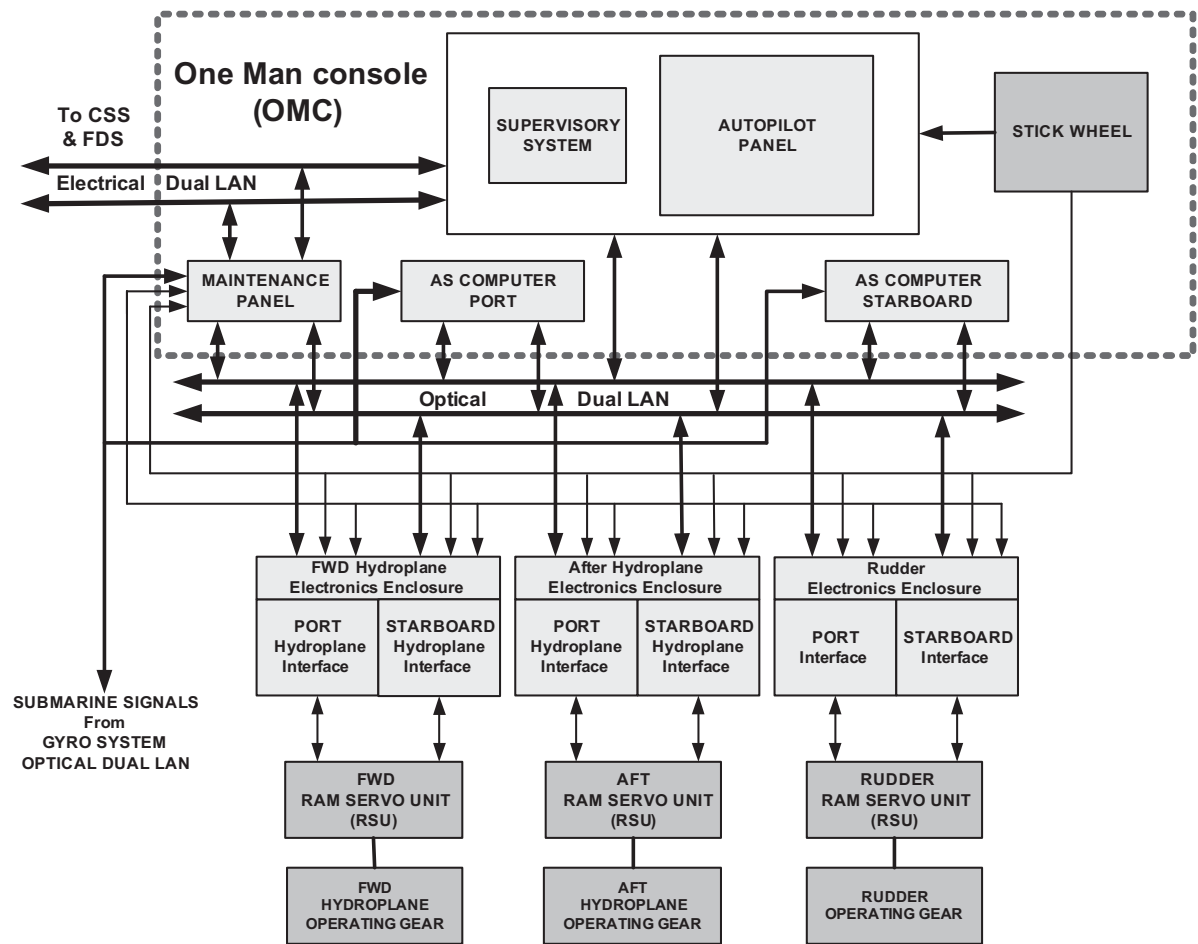 One Man console
(OMC)
To CSS
& FDS
Electrical Dual LAN
SUPERVISORY
SYSTEM
AUTOPILOT
PANEL
STICK WHEEL
MAINTENANCE
PANEL
AS COMPUTER
PORT
AS COMPUTER
STARBOARD
Optical Dual LAN
FWD Hydroplane
Electronics Enclosure
PORT
Hydroplane
Interface
STARBOARD
Hydroplane
Interface
After Hydroplane
Electronics Enclosure
PORT
Hydroplane
Interface
STARBOARD
Hydroplane
Interface
Rudder
Electronics Enclosure
PORT
Interface
STARBOARD
Interface
SUBMARINE SIGNALS
From
GYRO SYSTEM
OPTICAL DUAL LAN
FWD
RAM SERVO UNIT
(RSU)
AFT
RAM SERVO UNIT
(RSU)
RUDDER
RAM SERVO UNIT
(RSU)
FWD
HYDROPLANE
OPERATING GEAR
AFT
HYDROPLANE
OPERATING GEAR
RUDDER
OPERATING GEAR